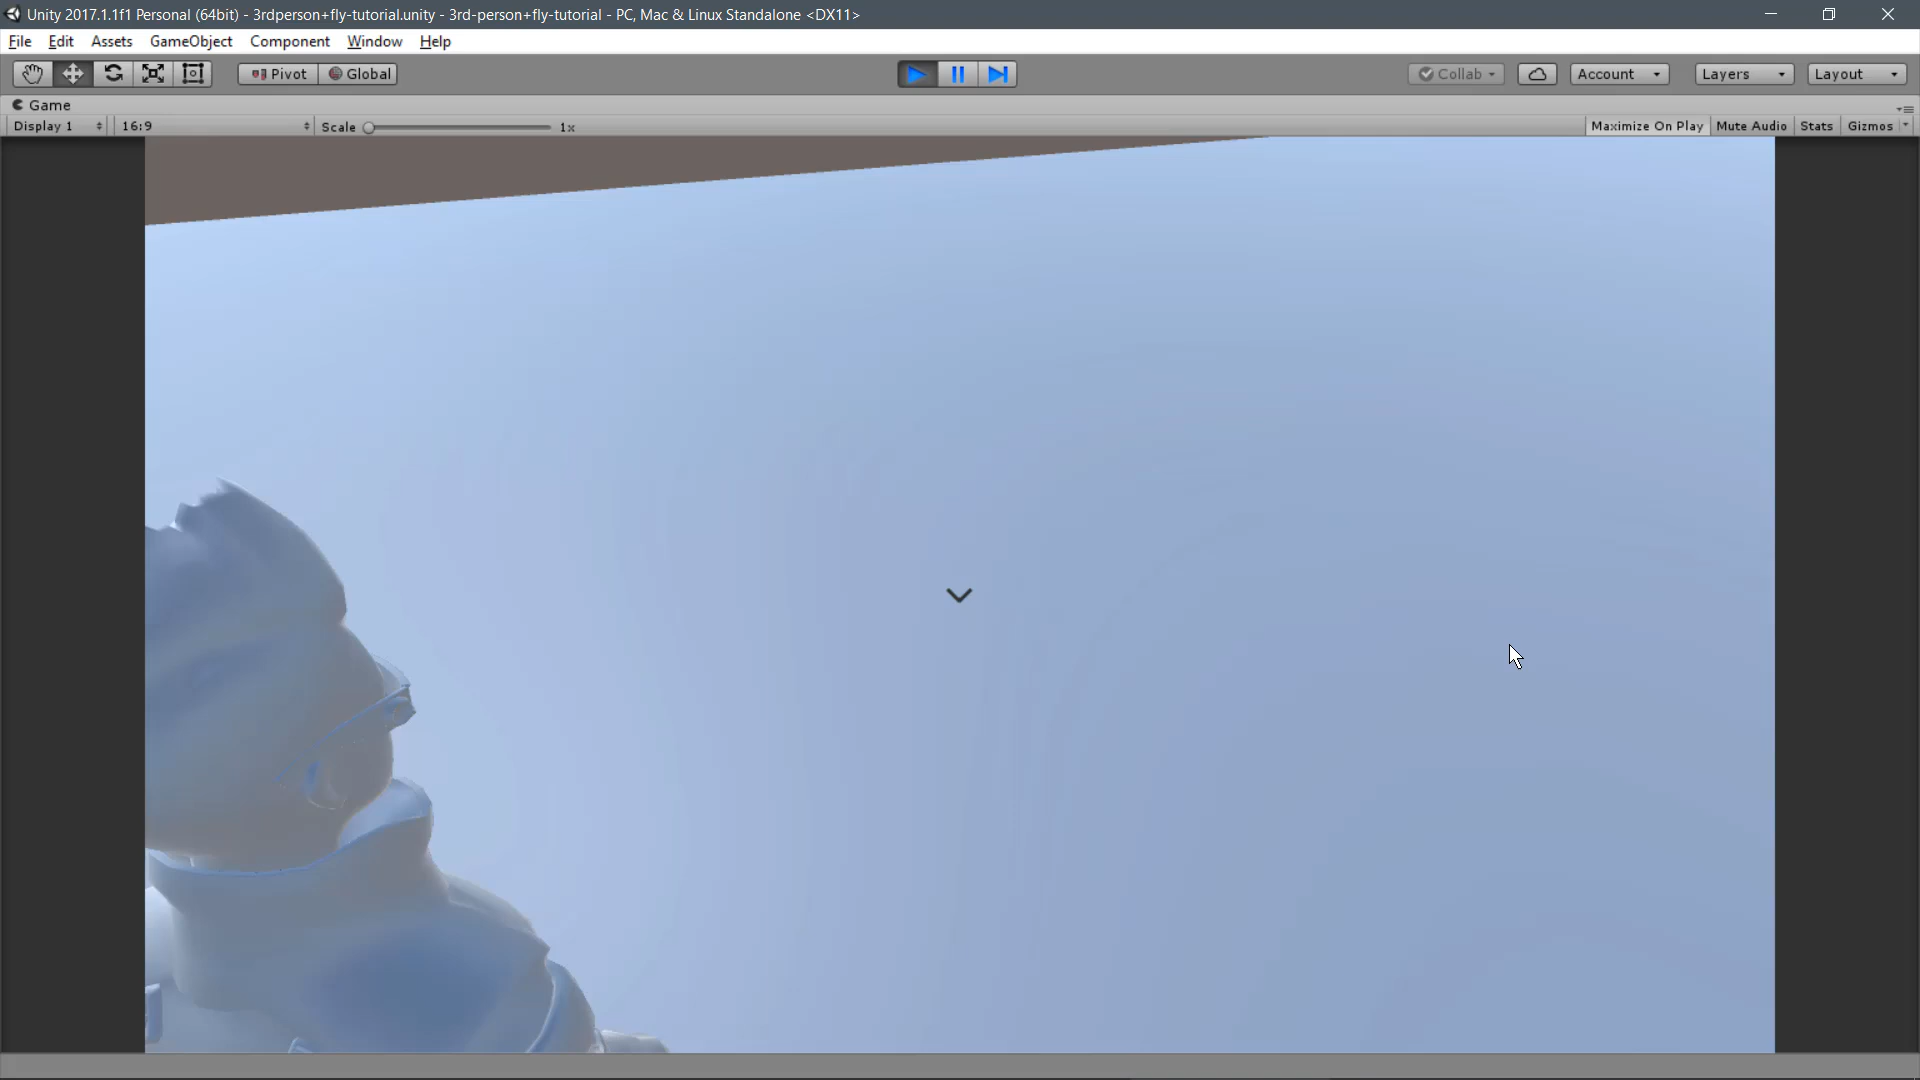 Unity 2017.1.1f1 Personal (64bit) - 3rdperson+fly-tutorial.unity - 3rd-person+fly-tutorial - PC, Mac & Linux Standalone <DX11>
File Edit Assets GameObject Component Window Help
Pivot Global Collab Account Layers Layout
Game
Display 1 16:9 Scale 1x Maximize On Play Mute Audio Stats Gizmos